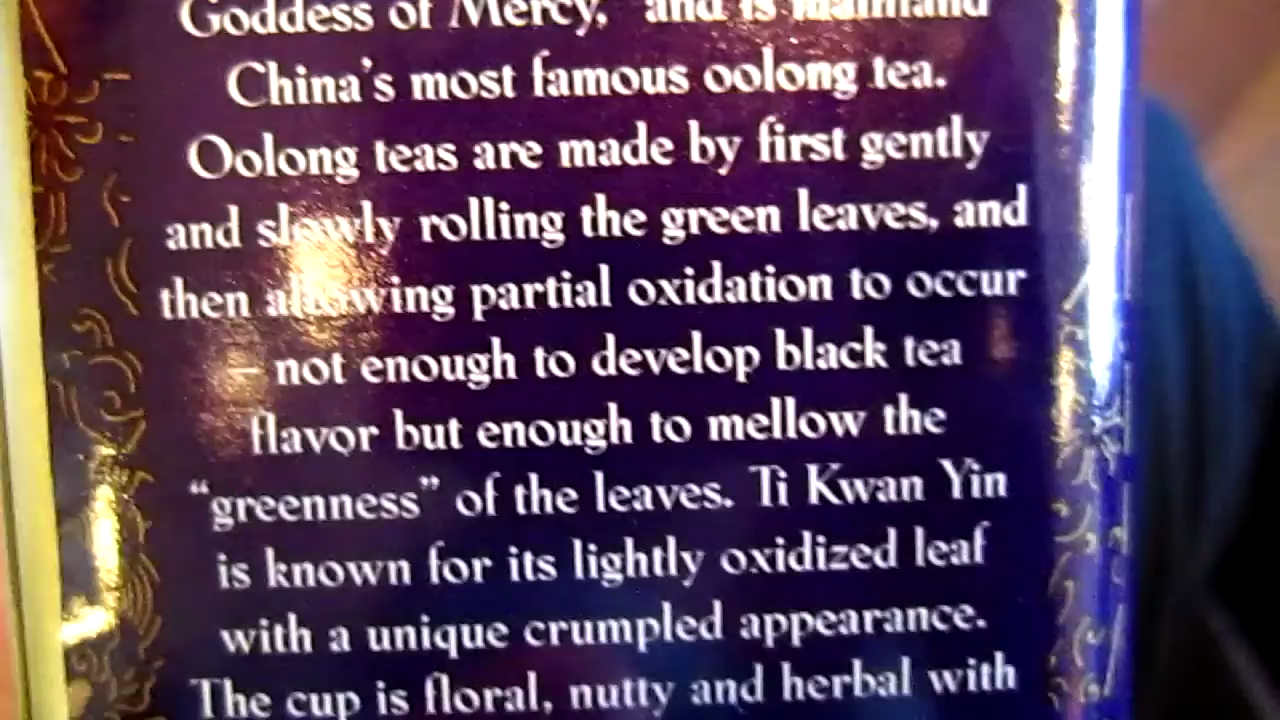 Goddess of Mercy," and is mainland
China's most famous oolong tea.
Oolong teas are made by first gently
and slowly rolling the green leaves, and
then allowing partial oxidation to occur
– not enough to develop black tea
flavor but enough to mellow the
“greenness” of the leaves. Ti Kwan Yin
is known for its lightly oxidized leaf
with a unique crumpled appearance.
The cup is floral, nutty and herbal with